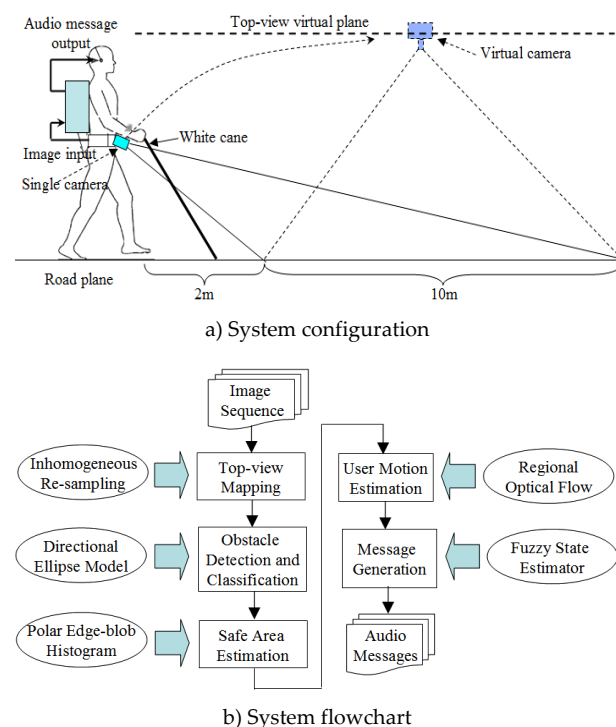 Audio message
output
Top-view virtual plane
Virtual camera
White cane
Image input
Single camera
Road plane
2m
10m
a) System configuration
Image
Sequence
Inhomogeneous
Re-sampling
Top-view
Mapping
User Motion
Estimation
Regional
Optical Flow
Directional
Ellipse Model
Obstacle
Detection and
Classification
Message
Generation
Fuzzy State
Estimator
Polar Edge-blob
Histogram
Safe Area
Estimation
Audio
Messages
b) System flowchart